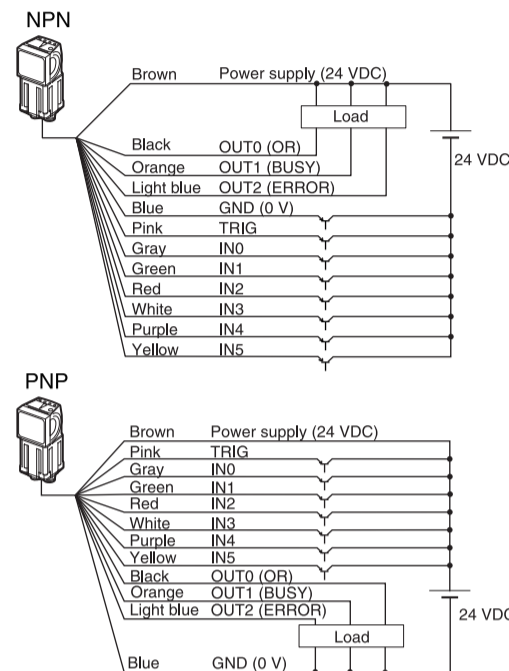 NPN
Brown Power supply (24 VDC)
Load
Black OUT0 (OR)
24 VDC
Orange OUT1 (BUSY)
Light blue OUT2 (ERROR)
Blue GND (0 V)
Pink TRIG
Gray IN0
Green IN1
Red IN2
White IN3
Purple IN4
Yellow IN5
PNP
Brown Power supply (24 VDC)
Pink TRIG
Gray IN0
Green IN1
Red IN2
White IN3
Purple IN4
Yellow IN5
Black OUT0 (OR)
Orange OUT1 (BUSY)
Light blue OUT2 (ERROR)
24 VDC
Load
Blue GND (0 V)